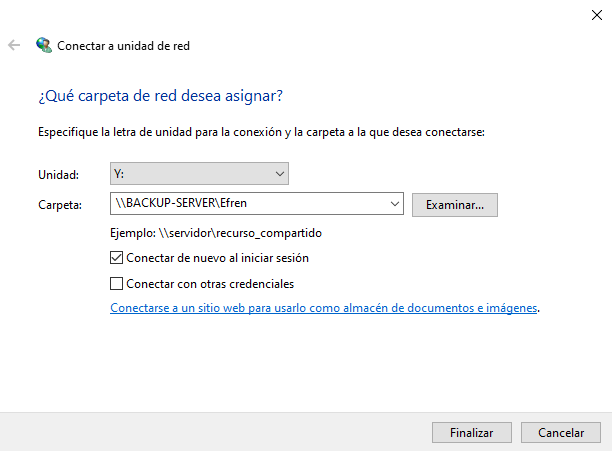 Conectar a unidad de red
¿Qué carpeta de red desea asignar?
Especifique la letra de unidad para la conexión y la carpeta a la que desea conectarse:
Unidad: Y:
Carpeta: \\BACKUP-SERVER\Efren Examinar...
Ejemplo: \\servidor\recurso_compartido
Conectar de nuevo al iniciar sesión
Conectar con otras credenciales
Conectarse a un sitio web para usarlo como almacén de documentos e imágenes.
Finalizar Cancelar